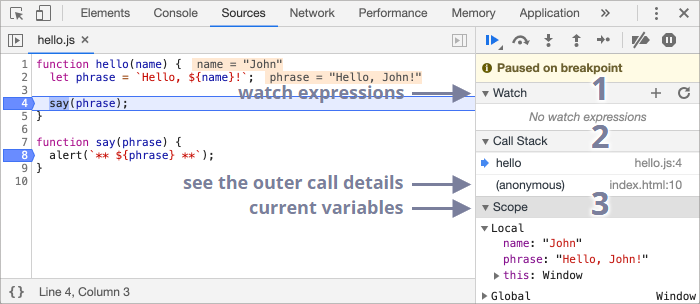 Elements Console Sources Network Performance Memory Application »
hello.js ×
1 function hello(name) { name = "John"
2 let phrase = `Hello, ${name}!`; phrase = "Hello, John!"
3
4 say(phrase);
5 }
6
7 function say(phrase) {
8 alert(`** ${phrase} **`);
9 }
10
{} Line 4, Column 3
watch expressions
see the outer call details
current variables
Paused on breakpoint
Watch 1
No watch expressions
2
Call Stack
hello hello.js:4
(anonymous) index.html:10
3
Scope
Local
name: "John"
phrase: "Hello, John!"
this: Window
Global Window